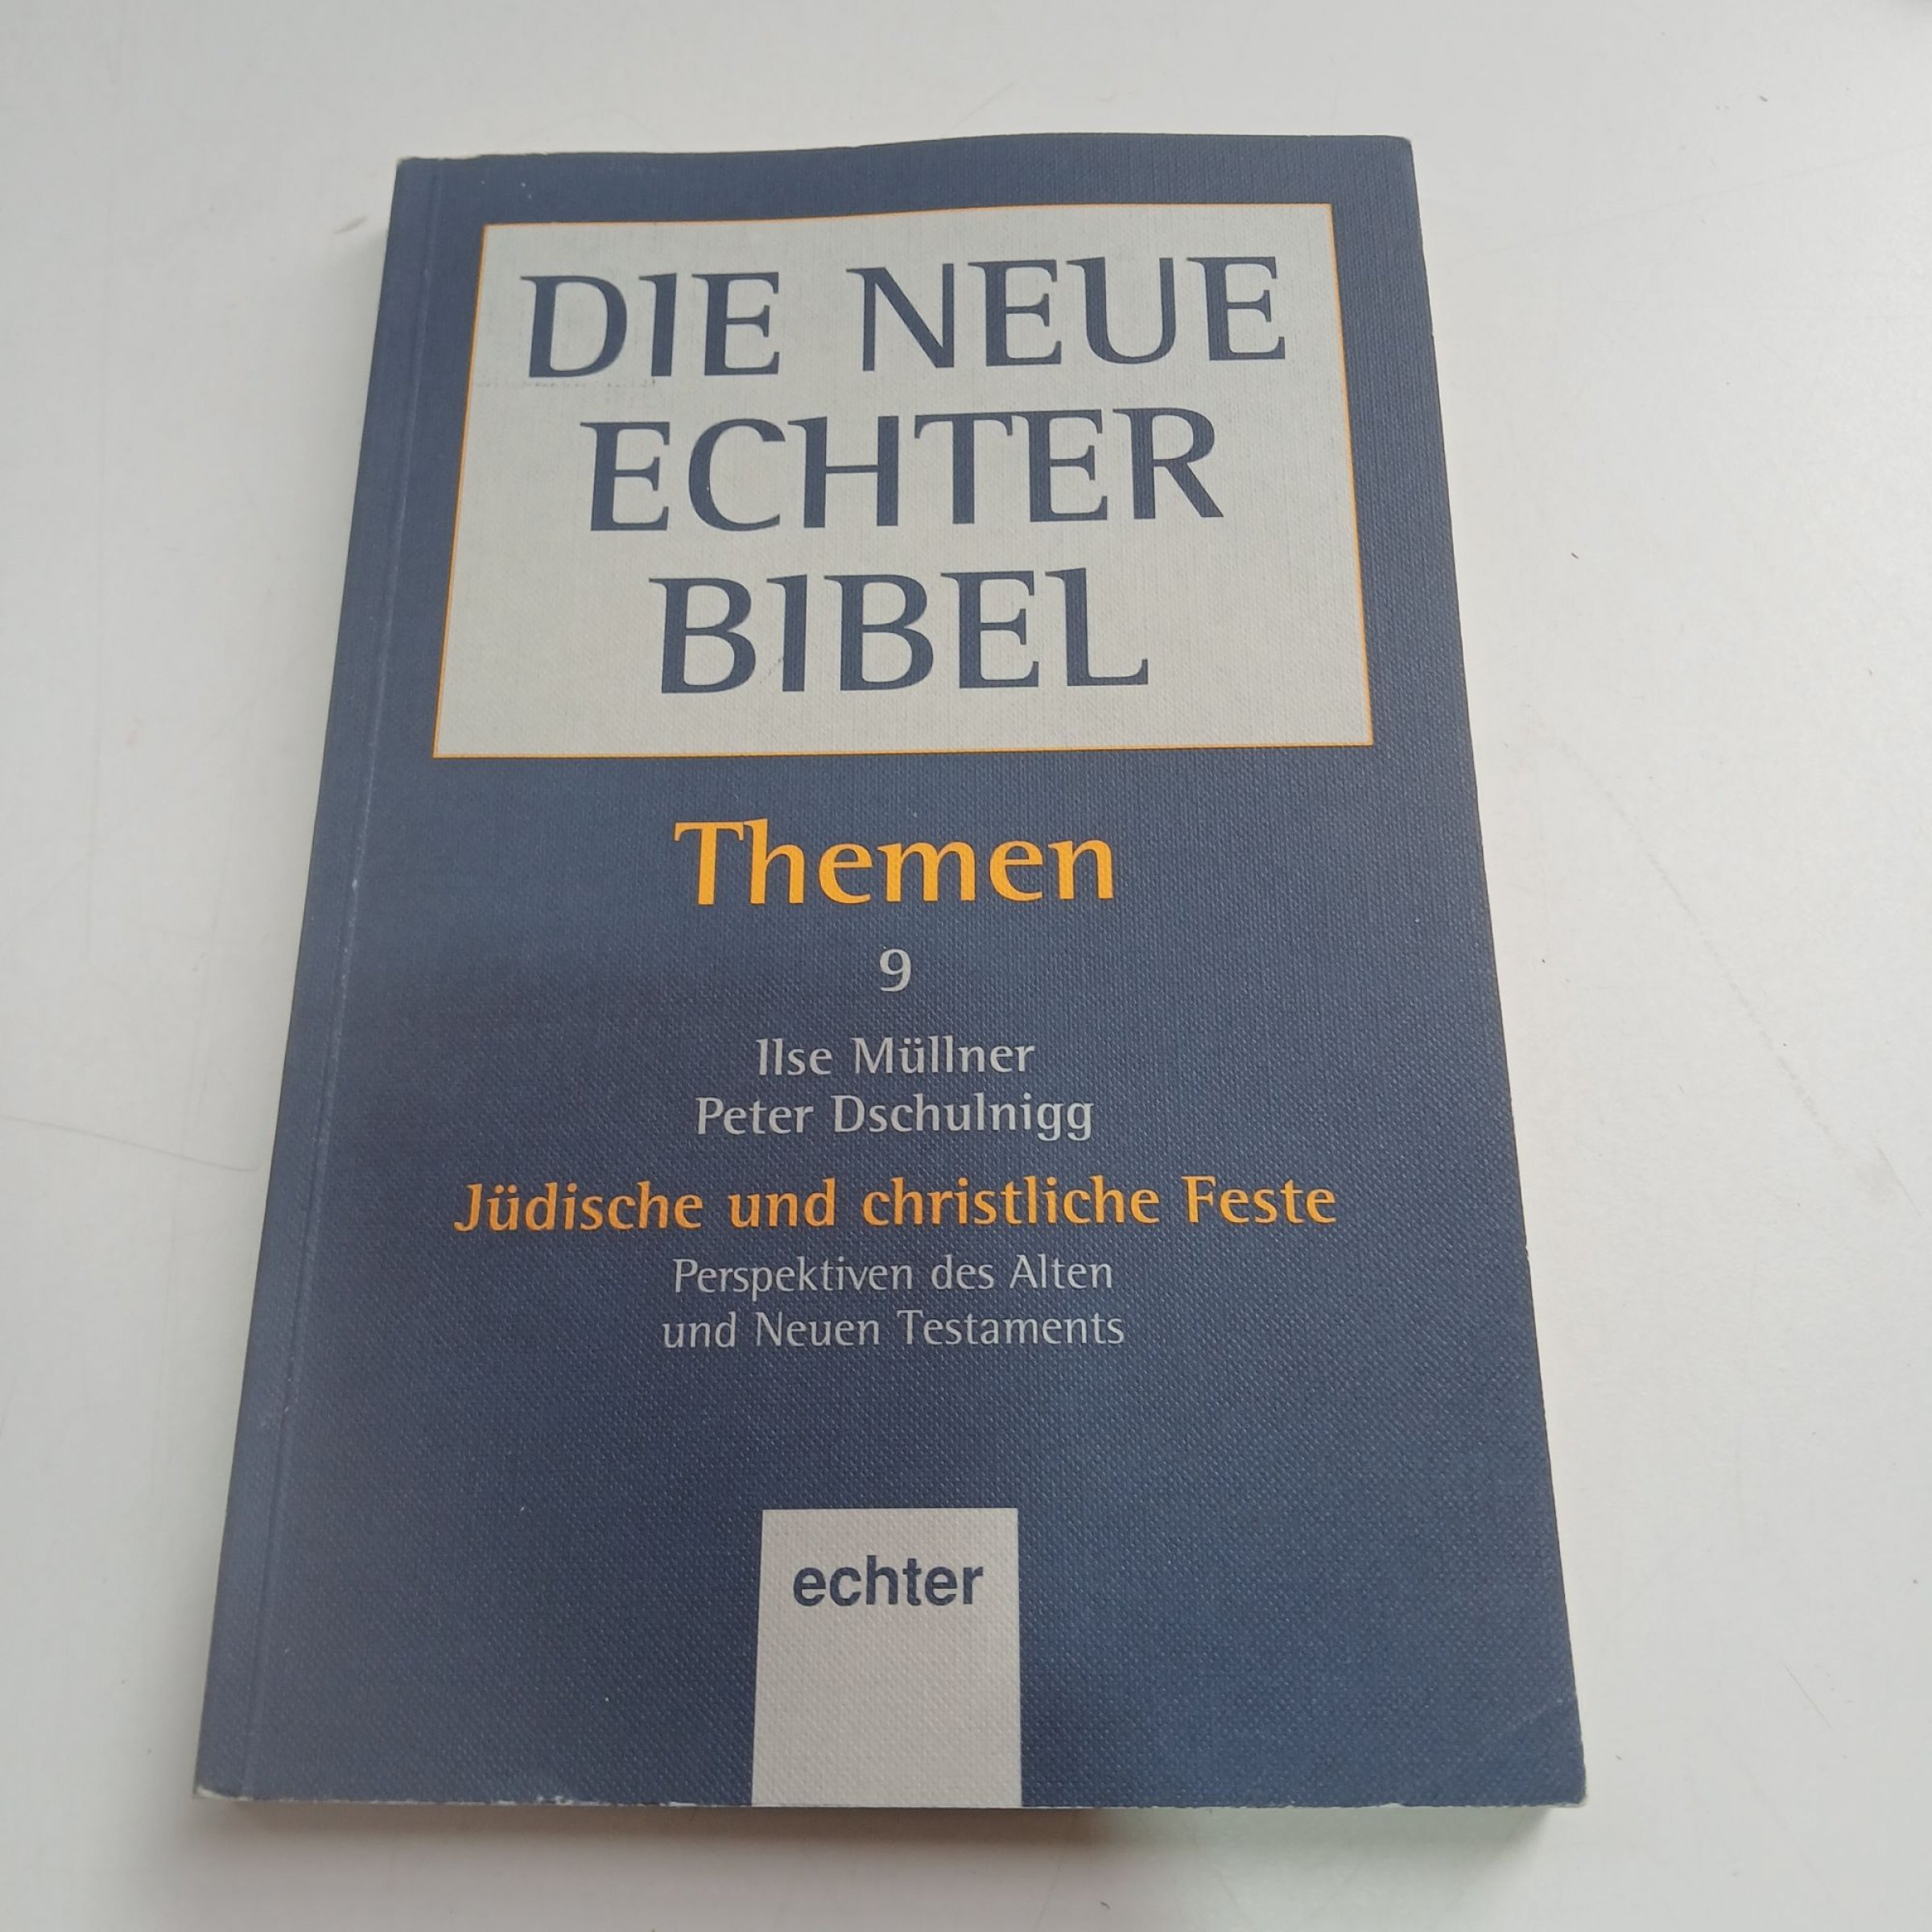 DIE NEUE
ECHTER
BIBEL
Themen
9
Ilse Müllner
Peter Dschulnigg
Jüdische und christliche Feste
Perspektiven des Alten
und Neuen Testaments
echter